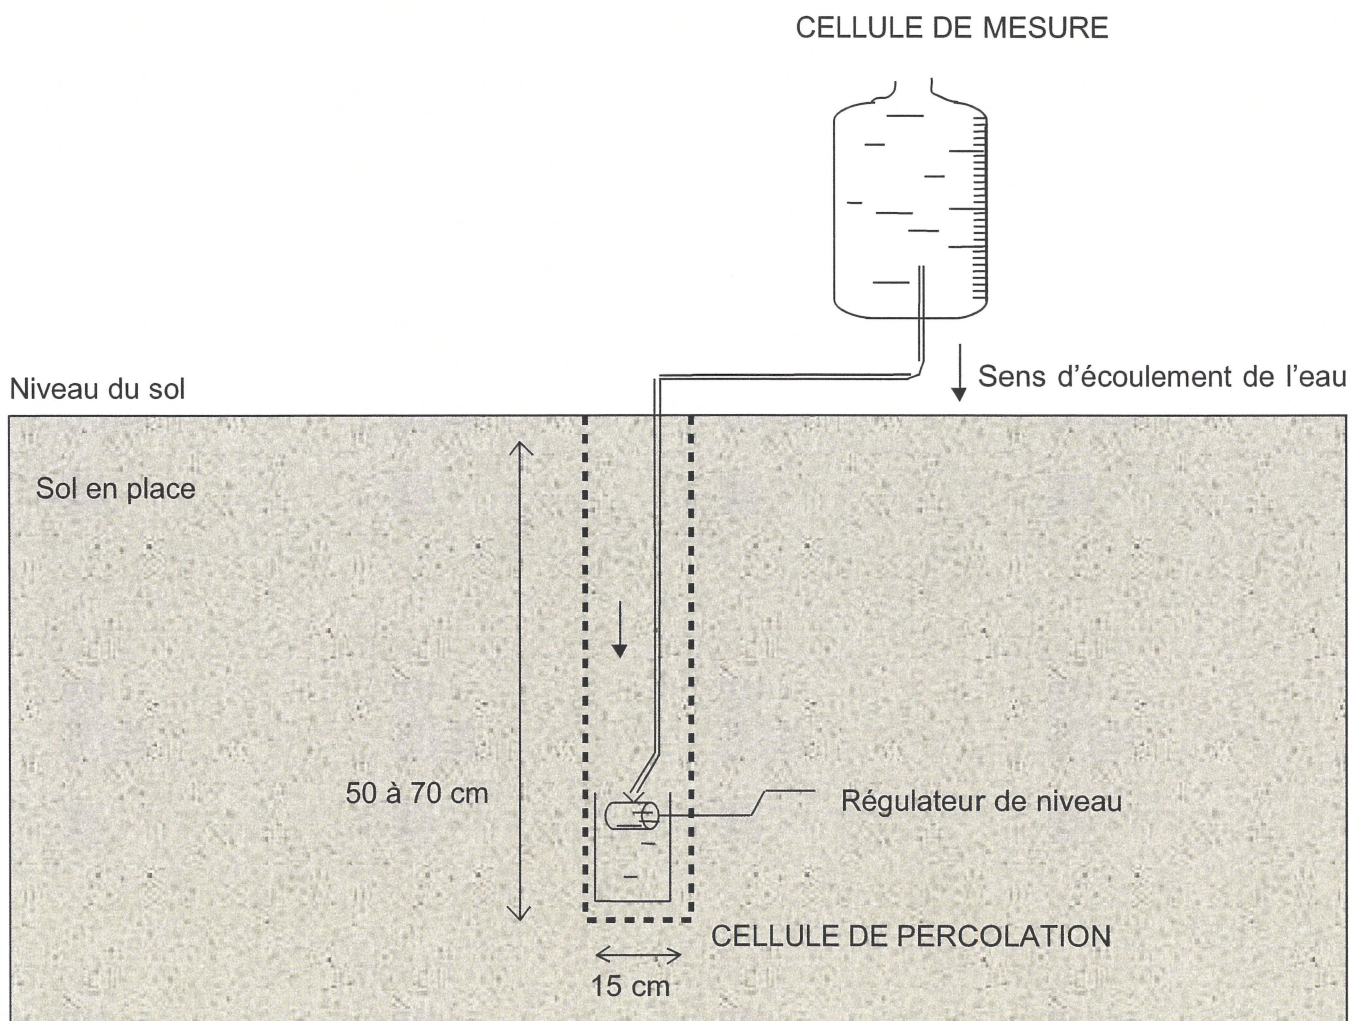 CELLULE DE MESURE
Niveau du sol
Sens d'écoulement de l'eau
Sol en place
50 à 70 cm
Régulateur de niveau
CELLULE DE PERCOLATION
15 cm